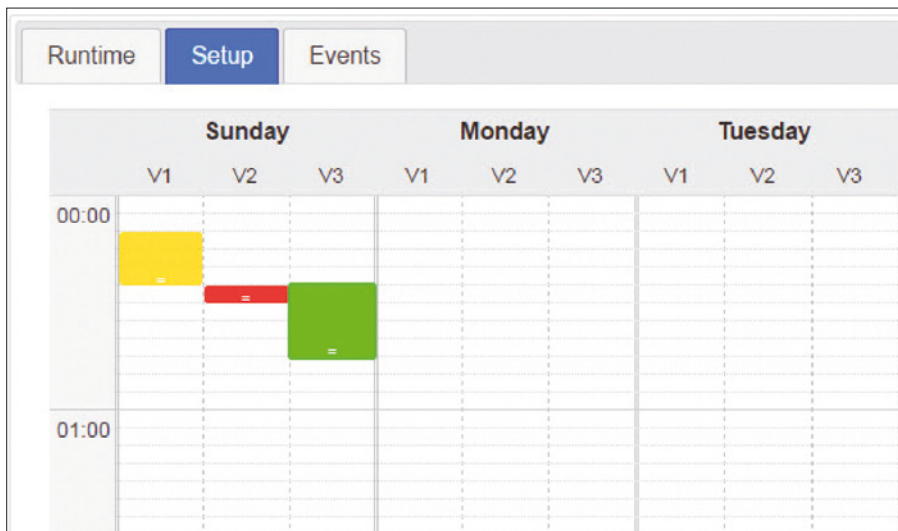 Runtime Setup Events
Sunday Monday Tuesday
V1 V2 V3 V1 V2 V3 V1 V2 V3
00:00
=
=
=
01:00